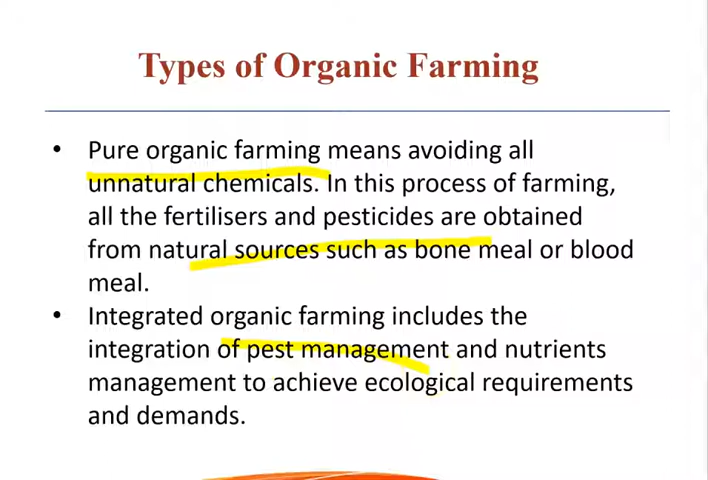 Types of Organic Farming
• Pure organic farming means avoiding all
unnatural chemicals. In this process of farming,
all the fertilisers and pesticides are obtained
from natural sources such as bone meal or blood
meal.
• Integrated organic farming includes the
integration of pest management and nutrients
management to achieve ecological requirements
and demands.